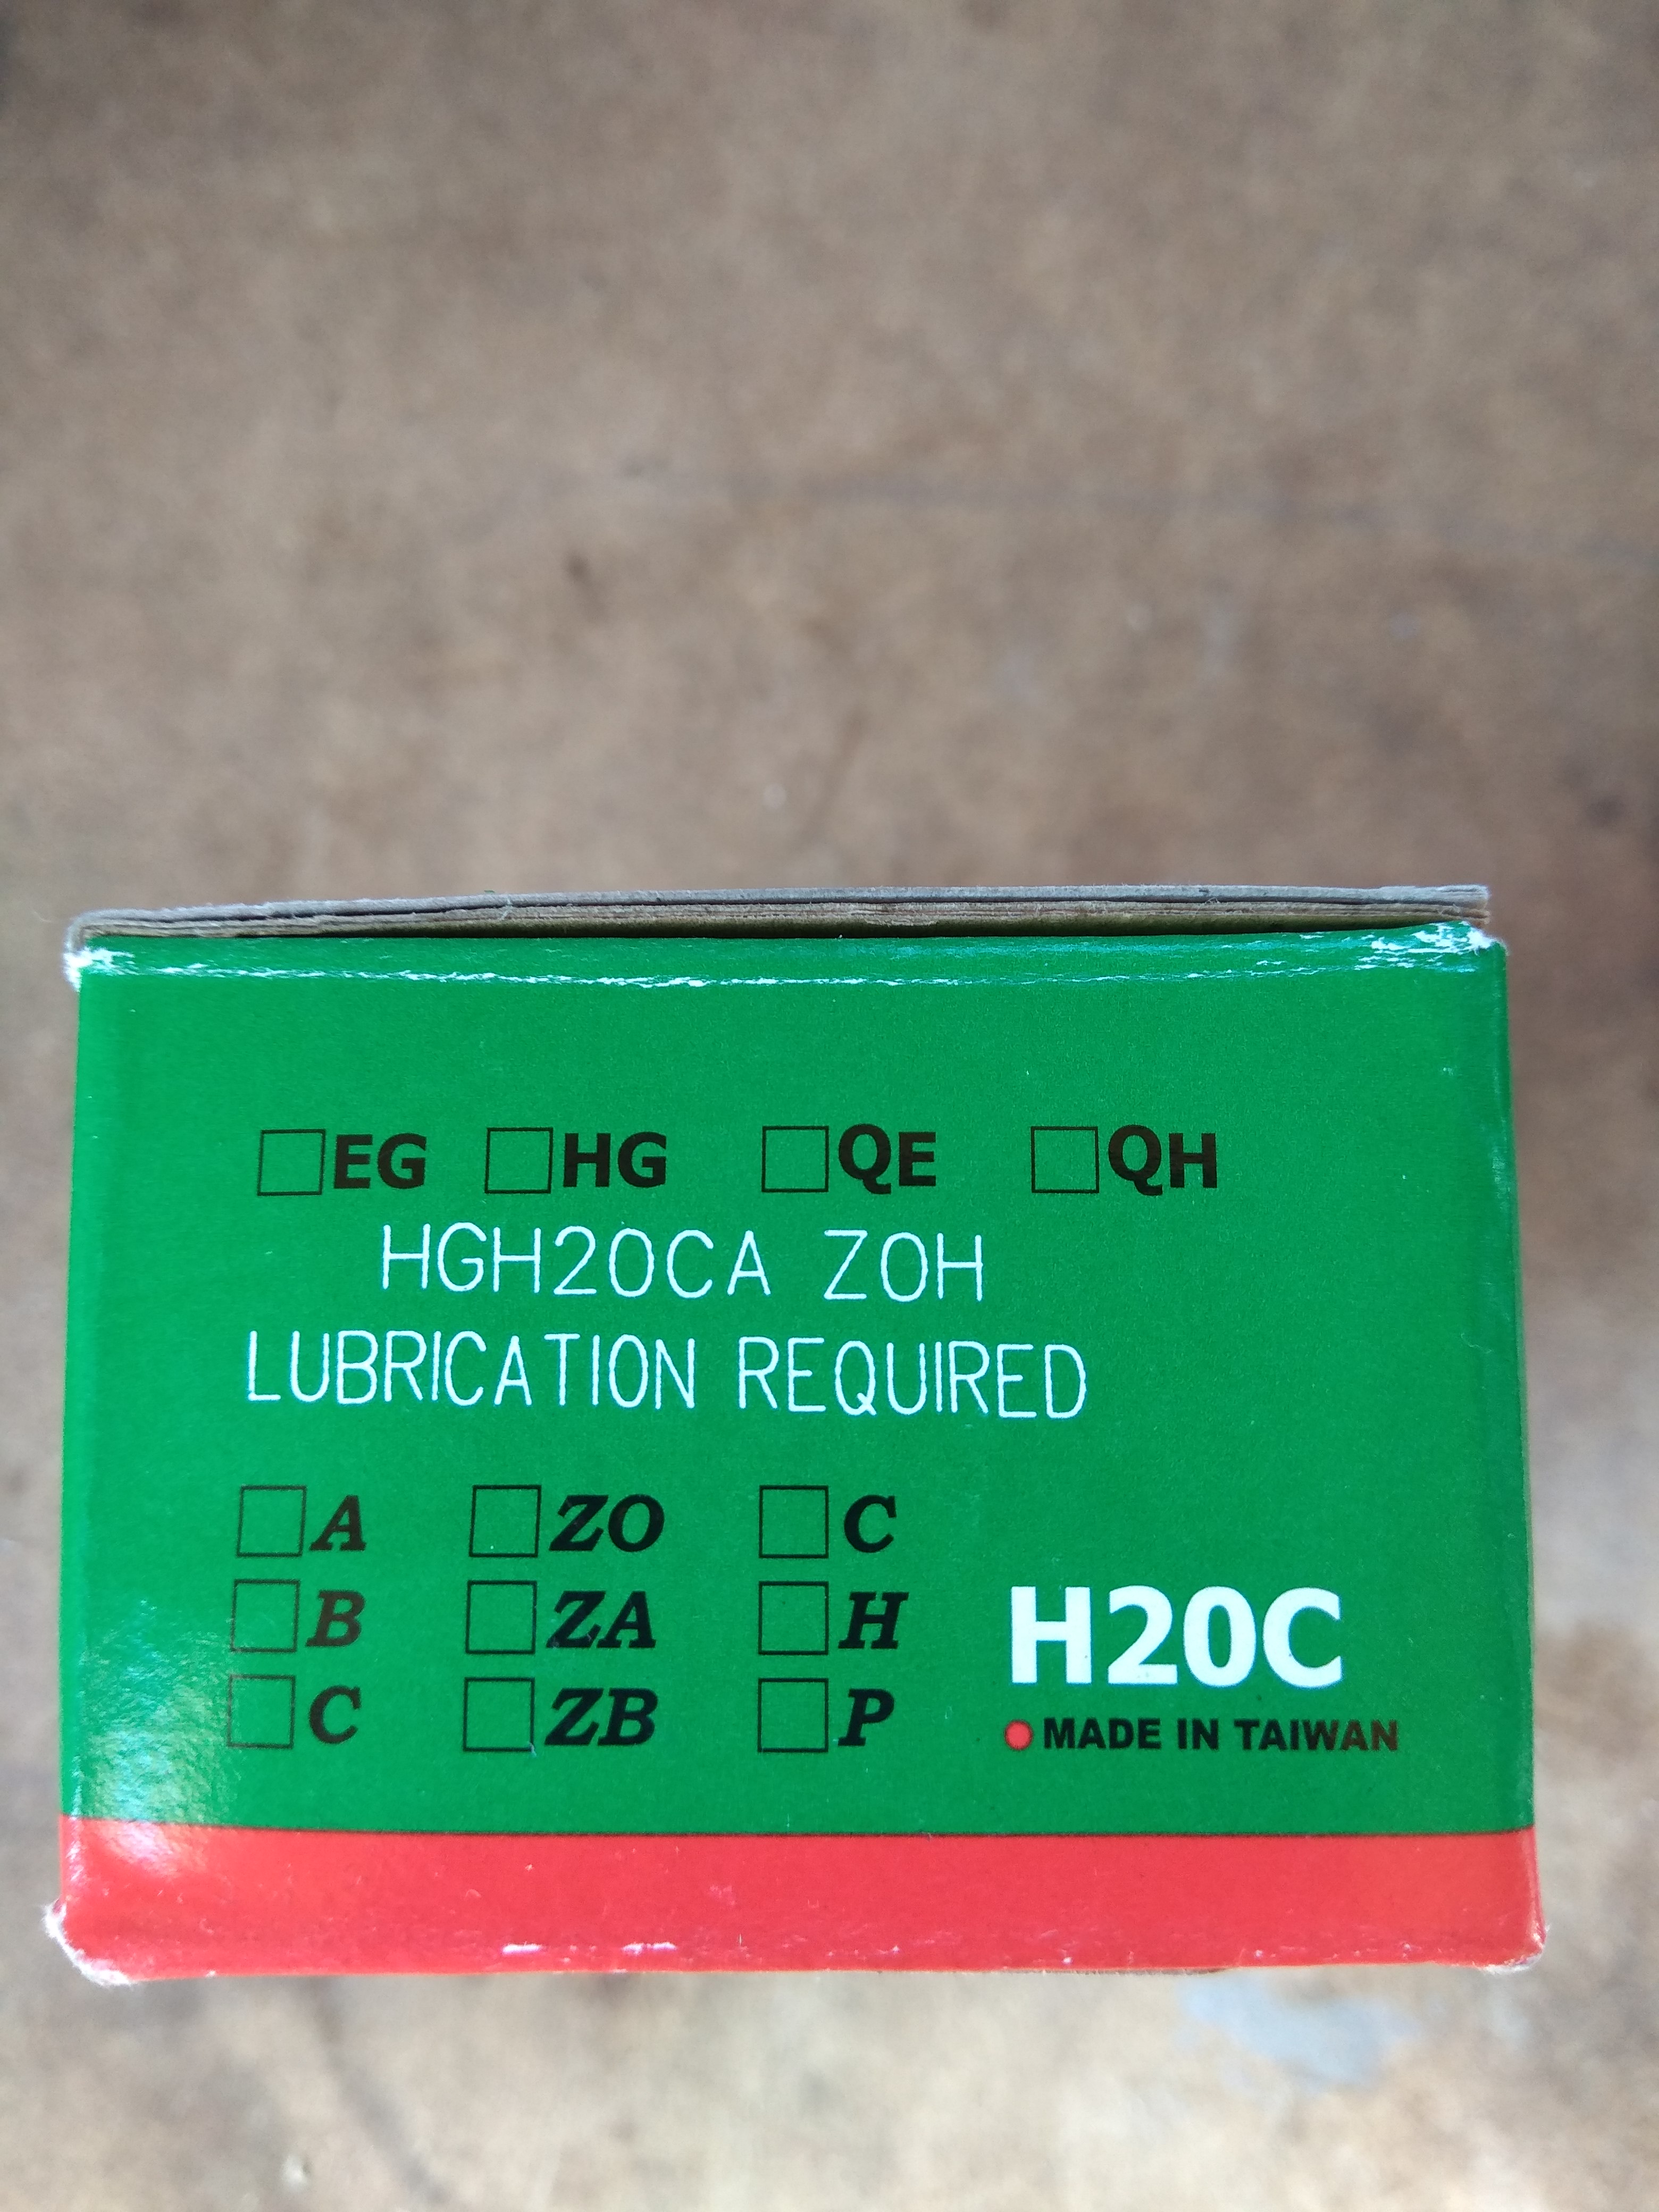 EG HG QE QH
HGH20CA ZOH
LUBRICATION REQUIRED
A ZO C
B ZA H
C ZB P
H20C
MADE IN TAIWAN